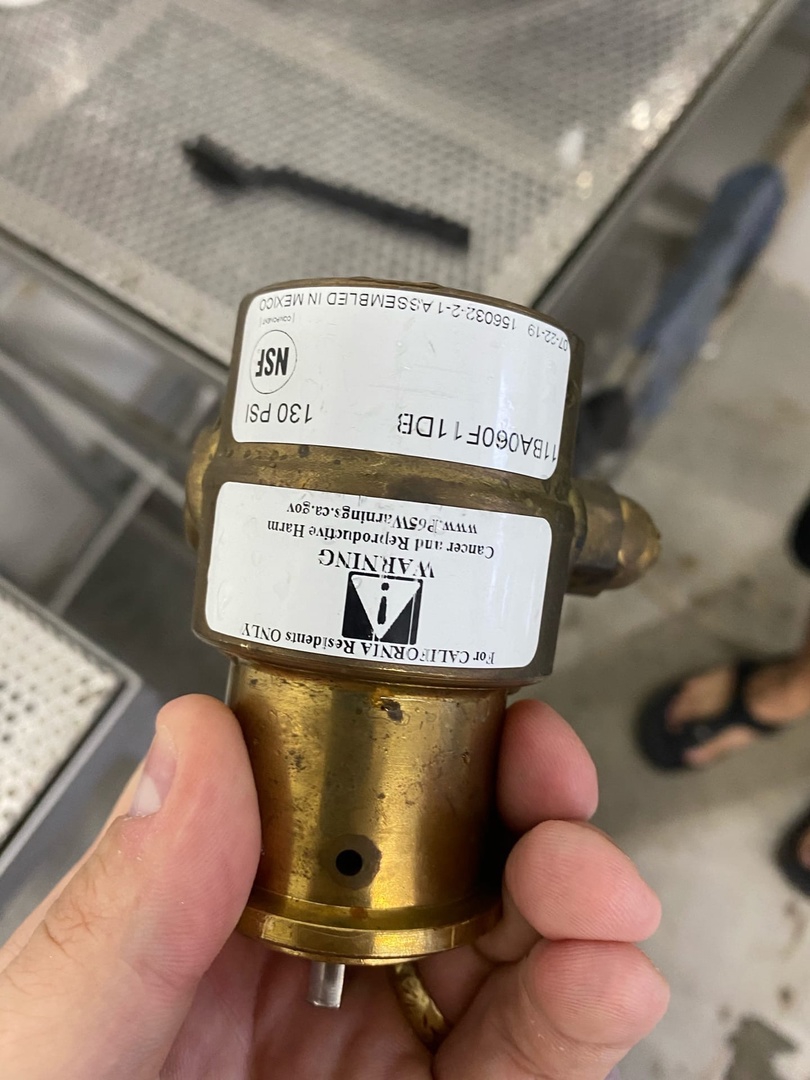 For CALIFORNIA Residents ONLY
!
WARNING
Cancer and Reproductive Harm
www.P65Warnings.ca.gov
11BA060F11DB 130 PSI
NSF
COMPONENT
07-22-19 156032-2-1 ASSEMBLED IN MEXICO